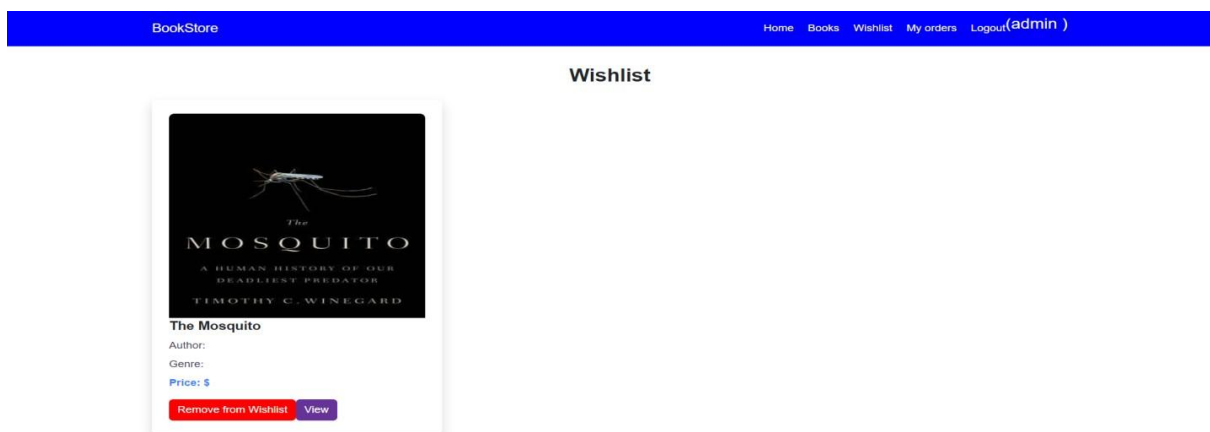 BookStore
Home Books Wishlist My orders Logout(admin )
Wishlist
The
MOSQUITO
A HUMAN HISTORY OF OUR
DEADLIEST PREDATOR
TIMOTHY C. WINEGARD
The Mosquito
Author:
Genre:
Price: $
Remove from Wishlist View